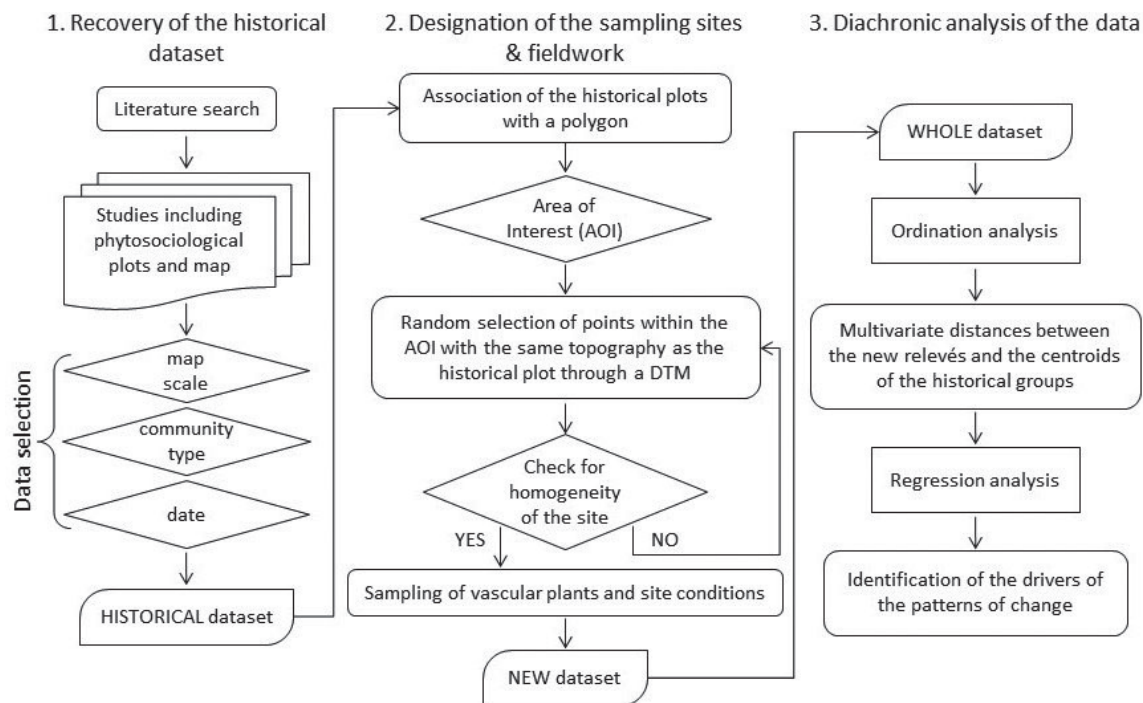 1. Recovery of the historical
dataset
Literature search
Studies including
phytosociological
plots and map
Data selection
map
scale
community
type
date
HISTORICAL dataset
2. Designation of the sampling sites
& fieldwork
Association of the historical plots
with a polygon
Area of
Interest (AOI)
Random selection of points within the
AOI with the same topography as the
historical plot through a DTM
Check for
homogeneity
of the site
YES
NO
Sampling of vascular plants and site conditions
NEW dataset
3. Diachronic analysis of the data
WHOLE dataset
Ordination analysis
Multivariate distances between
the new relevés and the centroids
of the historical groups
Regression analysis
Identification of the drivers of
the patterns of change